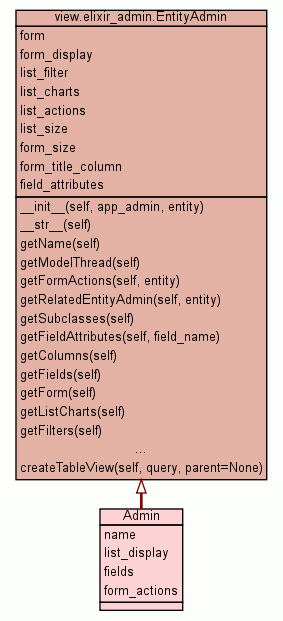 view.elixir_admin.EntityAdmin
form
form_display
list_filter
list_charts
list_actions
list_size
form_size
form_title_column
field_attributes
__init__(self, app_admin, entity)
__str__(self)
getName(self)
getModelThread(self)
getFormActions(self, entity)
getRelatedEntityAdmin(self, entity)
getSubclasses(self)
getFieldAttributes(self, field_name)
getColumns(self)
getFields(self)
getForm(self)
getListCharts(self)
getFilters(self)
...
createTableView(self, query, parent=None)
Admin
name
list_display
fields
form_actions